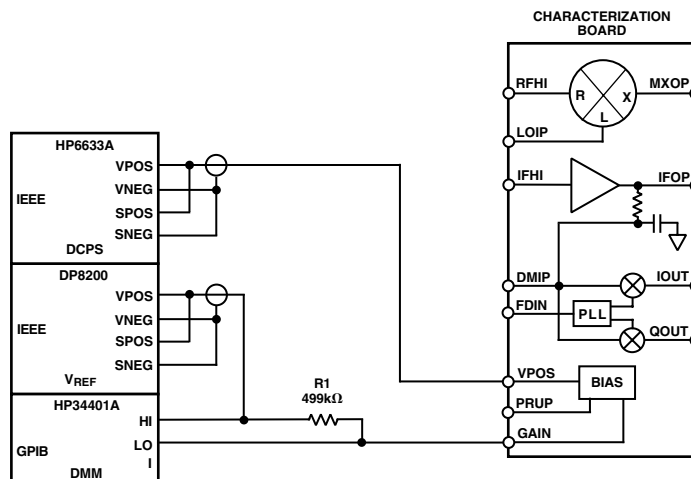 CHARACTERIZATION
BOARD
RFHI
R
X
L
MXOP
LOIP
IFHI
IFOP
DMIP
IOUT
FDIN
PLL
QOUT
VPOS
BIAS
PRUP
GAIN
HP6633A
VPOS
IEEE
VNEG
SPOS
SNEG
DCPS
DP8200
VPOS
IEEE
VNEG
SPOS
SNEG
VREF
HP34401A
HI
GPIB
LO
I
DMM
R1
499kΩ